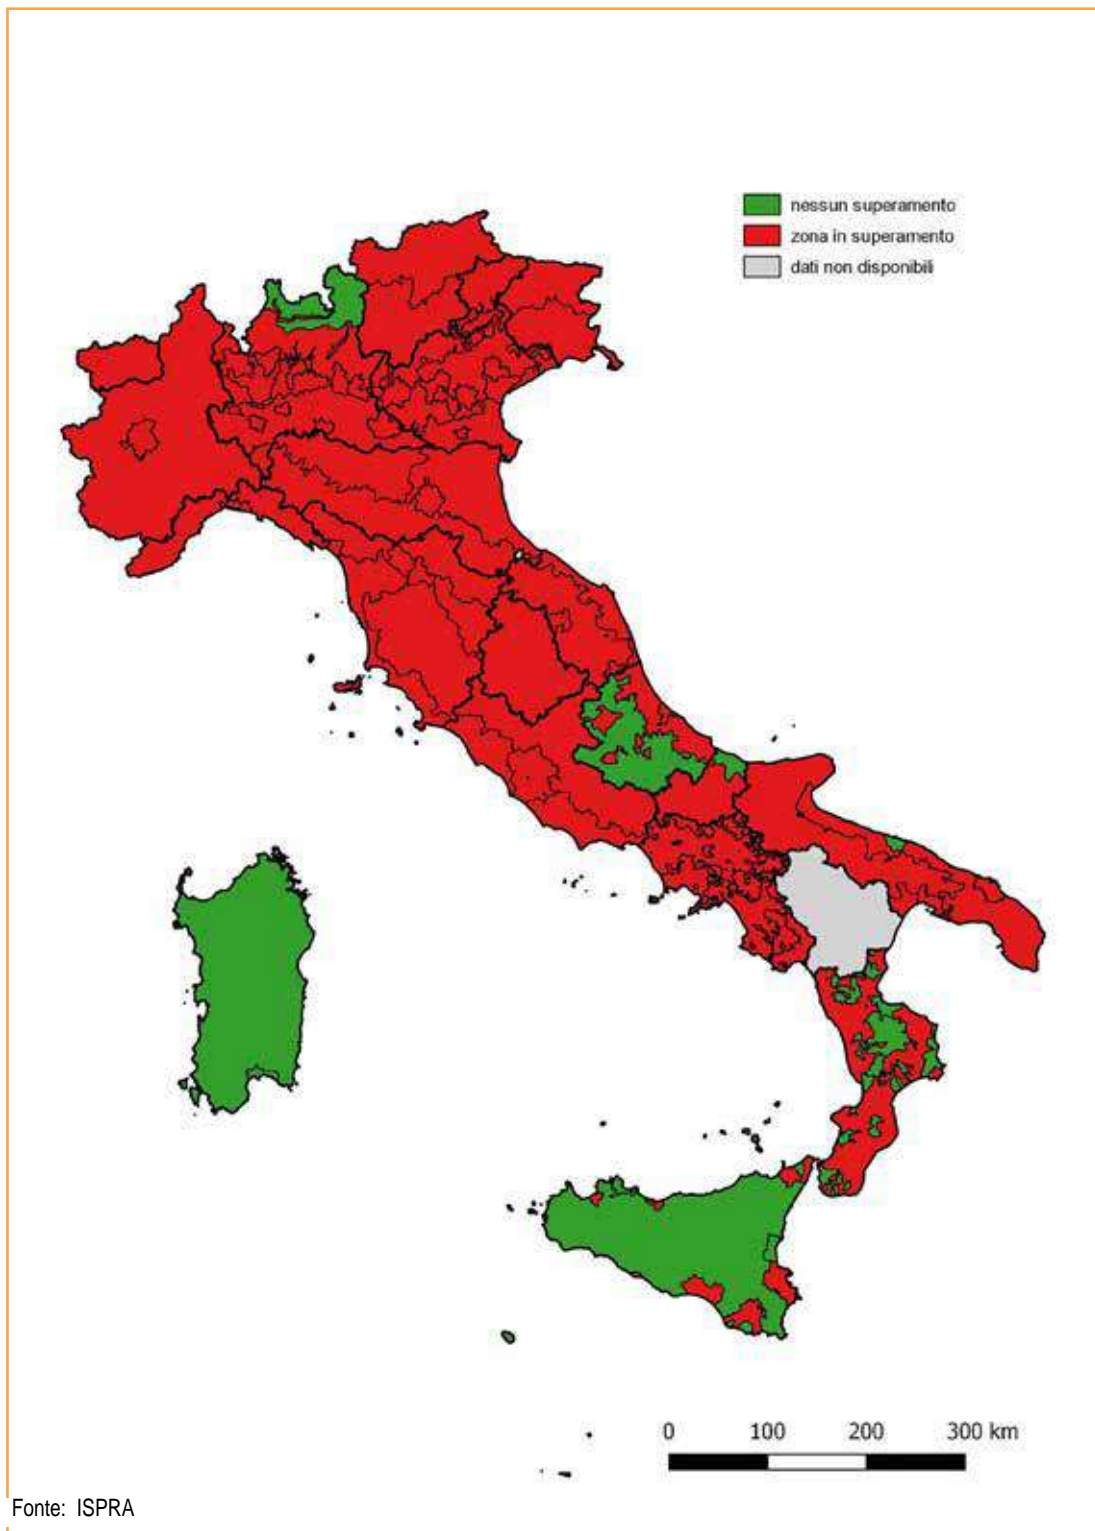 nessun superamento
zona in superamento
dati non disponibili
0 100 200 300 km
Fonte: ISPRA